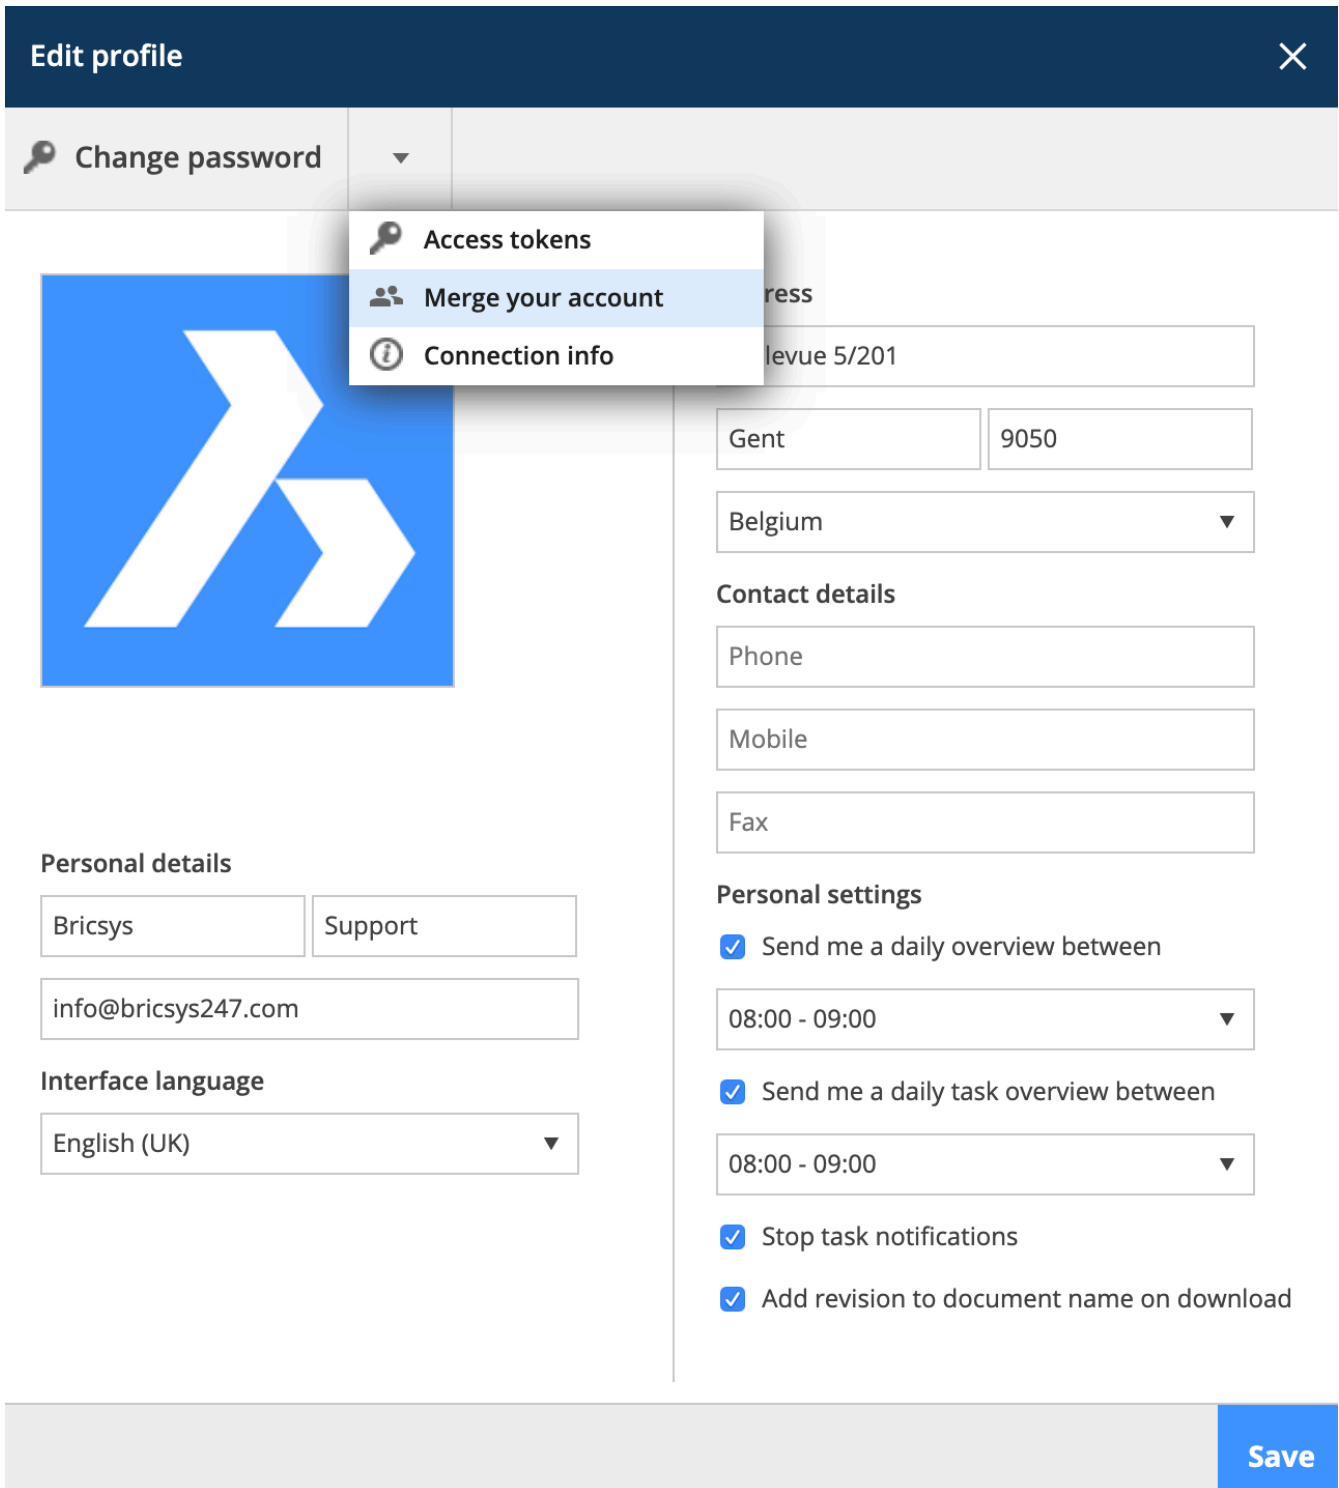 Edit profile
Change password
Access tokens
Merge your account
Connection info
Personal details
Bricsys Support
info@bricsys247.com
Interface language
English (UK)
5/201
Gent 9050
Belgium
Contact details
Phone
Mobile
Fax
Personal settings
Send me a daily overview between
08:00 - 09:00
Send me a daily task overview between
08:00 - 09:00
Stop task notifications
Add revision to document name on download
Save